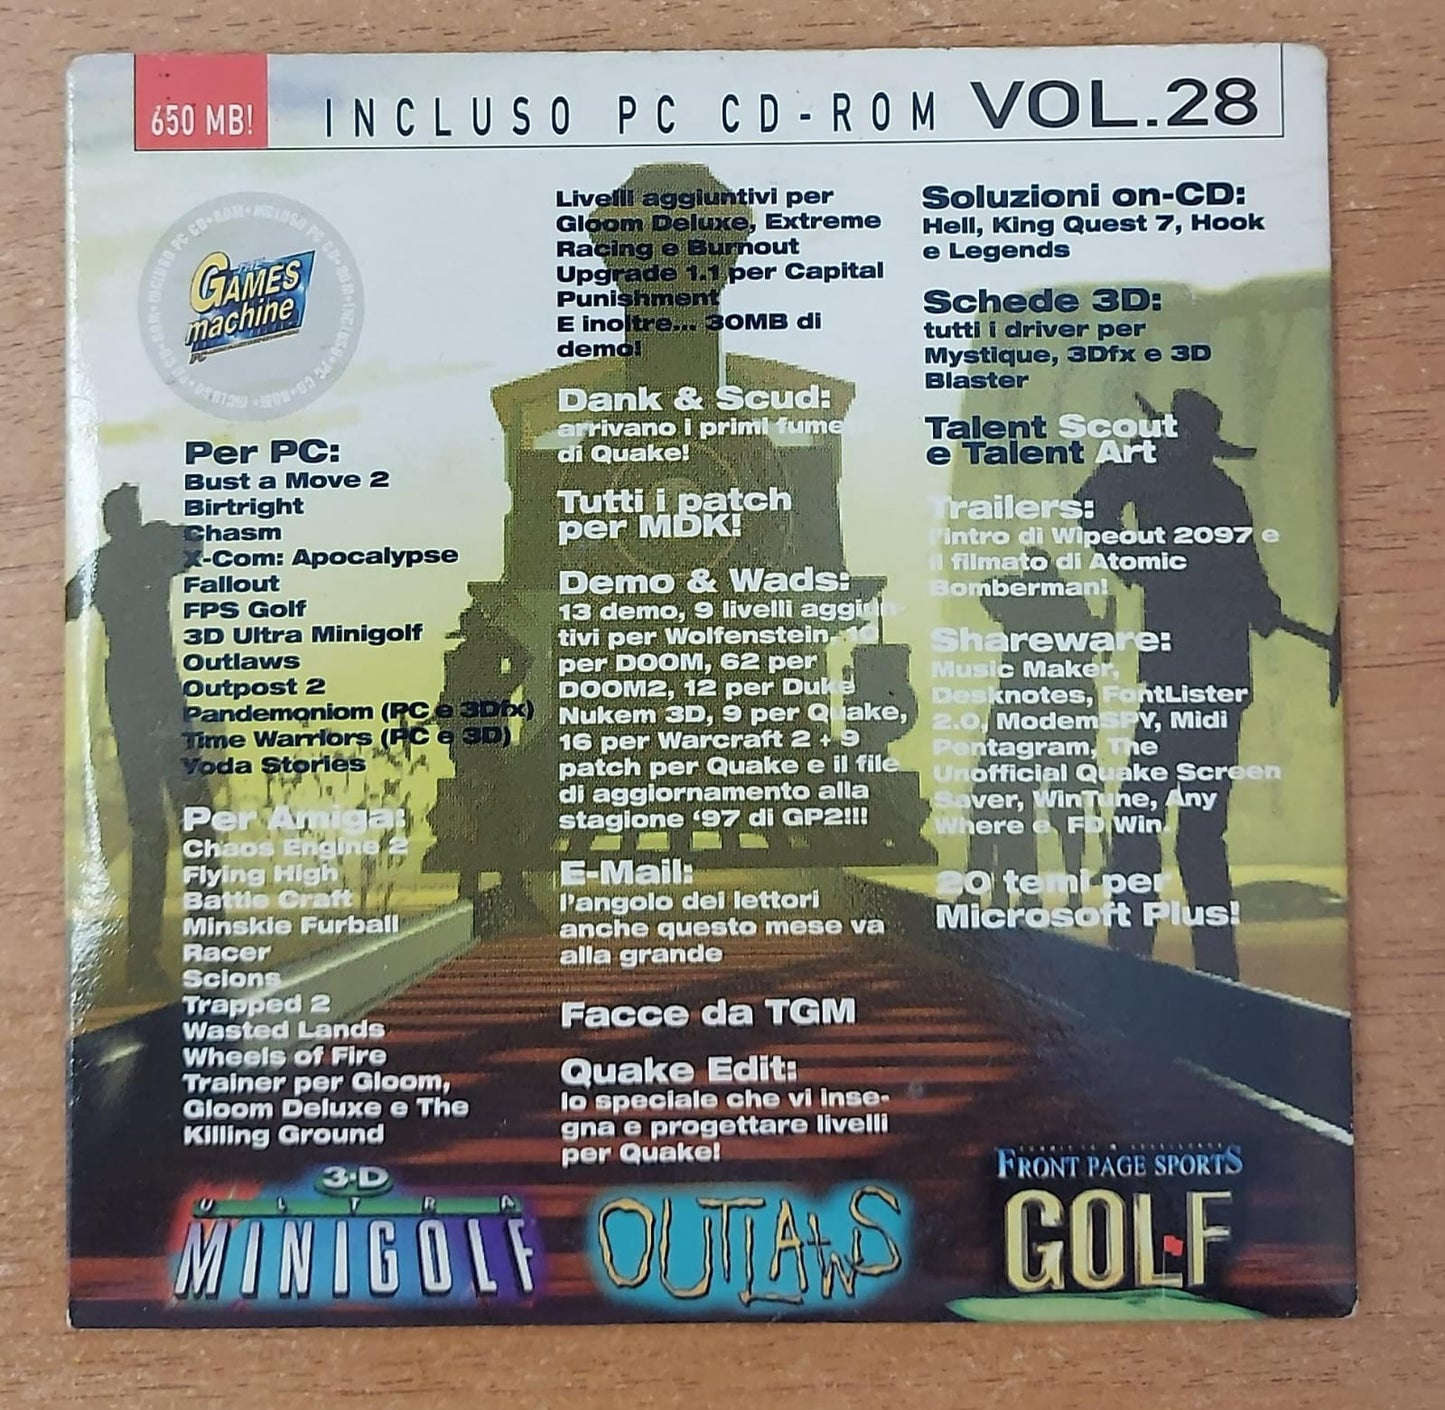 650 MB!
INCLUSO PC CD-ROM VOL.28
THE
GAMES
machine
PC
Per PC:
Bust a Move 2
Birtright
Chasm
X-Com: Apocalypse
Fallout
FPS Golf
3D Ultra Minigolf
Outlaws
Outpost 2
Pandemoniom (PC e 3Dfx)
Time Warriors (PC e 3D)
Yoda Stories
Per Amiga:
Chaos Engine 2
Flying High
Battle Craft
Minskie Furball
Racer
Scions
Trapped 2
Wasted Lands
Wheels of Fire
Trainer per Gloom,
Gloom Deluxe e The
Killing Ground
Livelli aggiuntivi per
Gloom Deluxe, Extreme
Racing e Burnout
Upgrade 1.1 per Capital
Punishment
E inoltre... 30MB di
demo!
Dank & Scud:
arrivano i primi fume
di Quake!
Tutti i patch
per MDK!
Demo & Wads:
13 demo, 9 livelli aggiun-
tivi per Wolfenstein, 10
per DOOM, 62 per
DOOM2, 12 per Duke
Nukem 3D, 9 per Quake,
16 per Warcraft 2 + 9
patch per Quake e il file
di aggiornamento alla
stagione ‘97 di GP2!!!
E-Mail:
l’angolo dei lettori
anche questo mese va
alla grande
Facce da TGM
Quake Edit:
lo speciale che vi inse-
gna e progettare livelli
per Quake!
Soluzioni on-CD:
Hell, King Quest 7, Hook
e Legends
Schede 3D:
tutti i driver per
Mystique, 3Dfx e 3D
Blaster
Talent Scout
e Talent Art
Trailers:
l’intro di Wipeout 2097 e
il filmato di Atomic
Bomberman!
Shareware:
Music Maker,
Desknotes, FontLister
2.0, ModemSPY, Midi
Pentagram, The
Unofficial Quake Screen
Saver, WinTune, Any
Where e FD Win.
20 temi per
Microsoft Plus!
3-D
ULTRA
MINIGOLF
OUTLAWS
FRONT PAGE SPORTS
GOLF